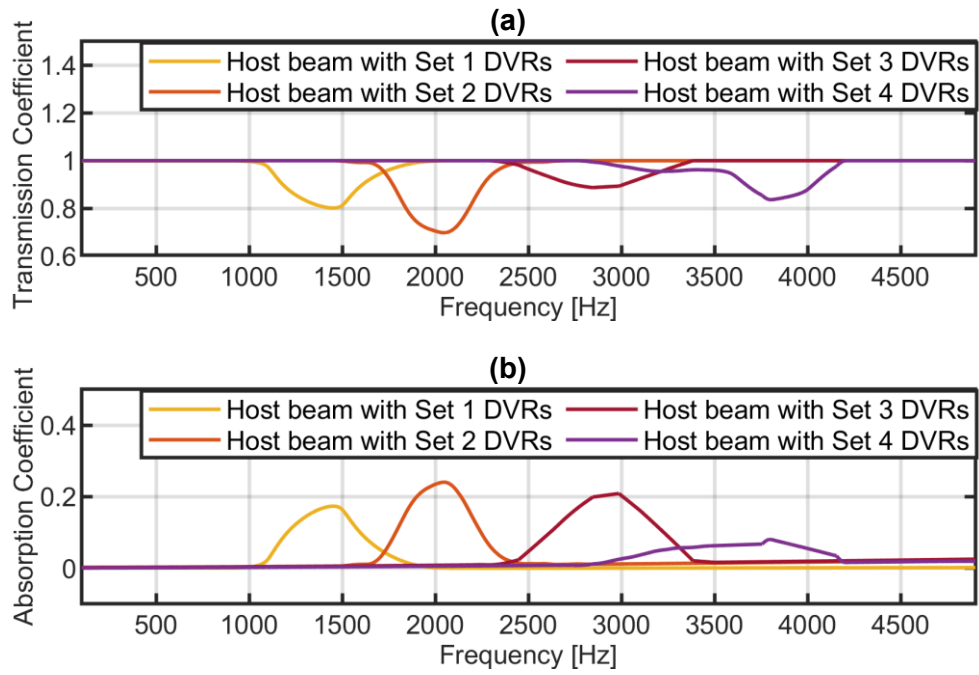 (a)
Transmission Coefficient
1.4
1.2
1
0.8
0.6
Host beam with Set 1 DVRs
Host beam with Set 3 DVRs
Host beam with Set 2 DVRs
Host beam with Set 4 DVRs
500 1000 1500 2000 2500 3000 3500 4000 4500
Frequency [Hz]
(b)
Absorption Coefficient
0.4
0.2
0
Host beam with Set 1 DVRs
Host beam with Set 3 DVRs
Host beam with Set 2 DVRs
Host beam with Set 4 DVRs
500 1000 1500 2000 2500 3000 3500 4000 4500
Frequency [Hz]